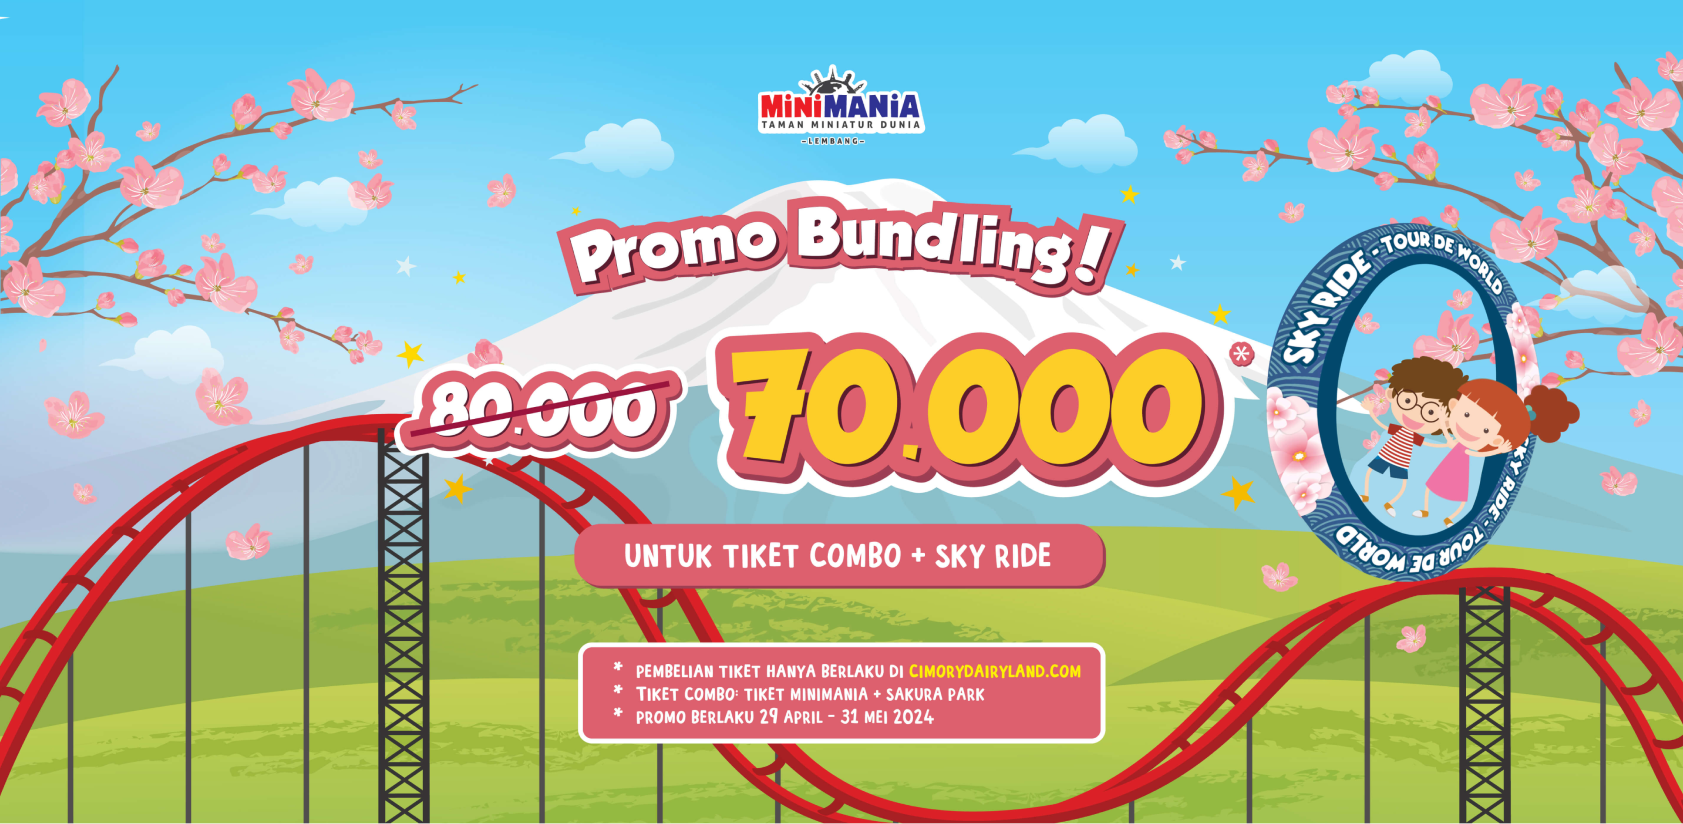 MiNiMANiA
TAMAN MINIATUR DUNIA
-LEMBANG-
Promo Bundling!
80.000
70.000*
SKY RIDE - TOUR DE WORLD
SKY RIDE - TOUR DE WORLD
UNTUK TIKET COMBO + SKY RIDE
* PEMBELIAN TIKET HANYA BERLAKU DI CIMORYDAIRYLAND.COM
* TIKET COMBO: TIKET MINIMANIA + SAKURA PARK
* PROMO BERLAKU 29 APRIL - 31 MEI 2024